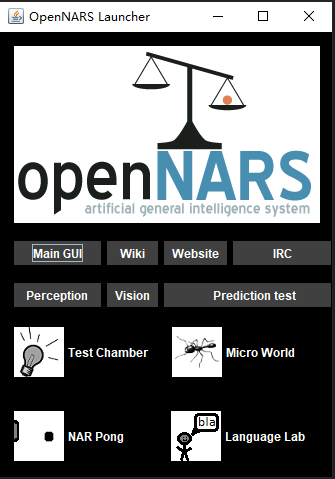 OpenNARS Launcher
openNARS
artificial general intelligence system
Main GUI Wiki Website IRC
Perception Vision Prediction test
Test Chamber Micro World
bla
NAR Pong Language Lab